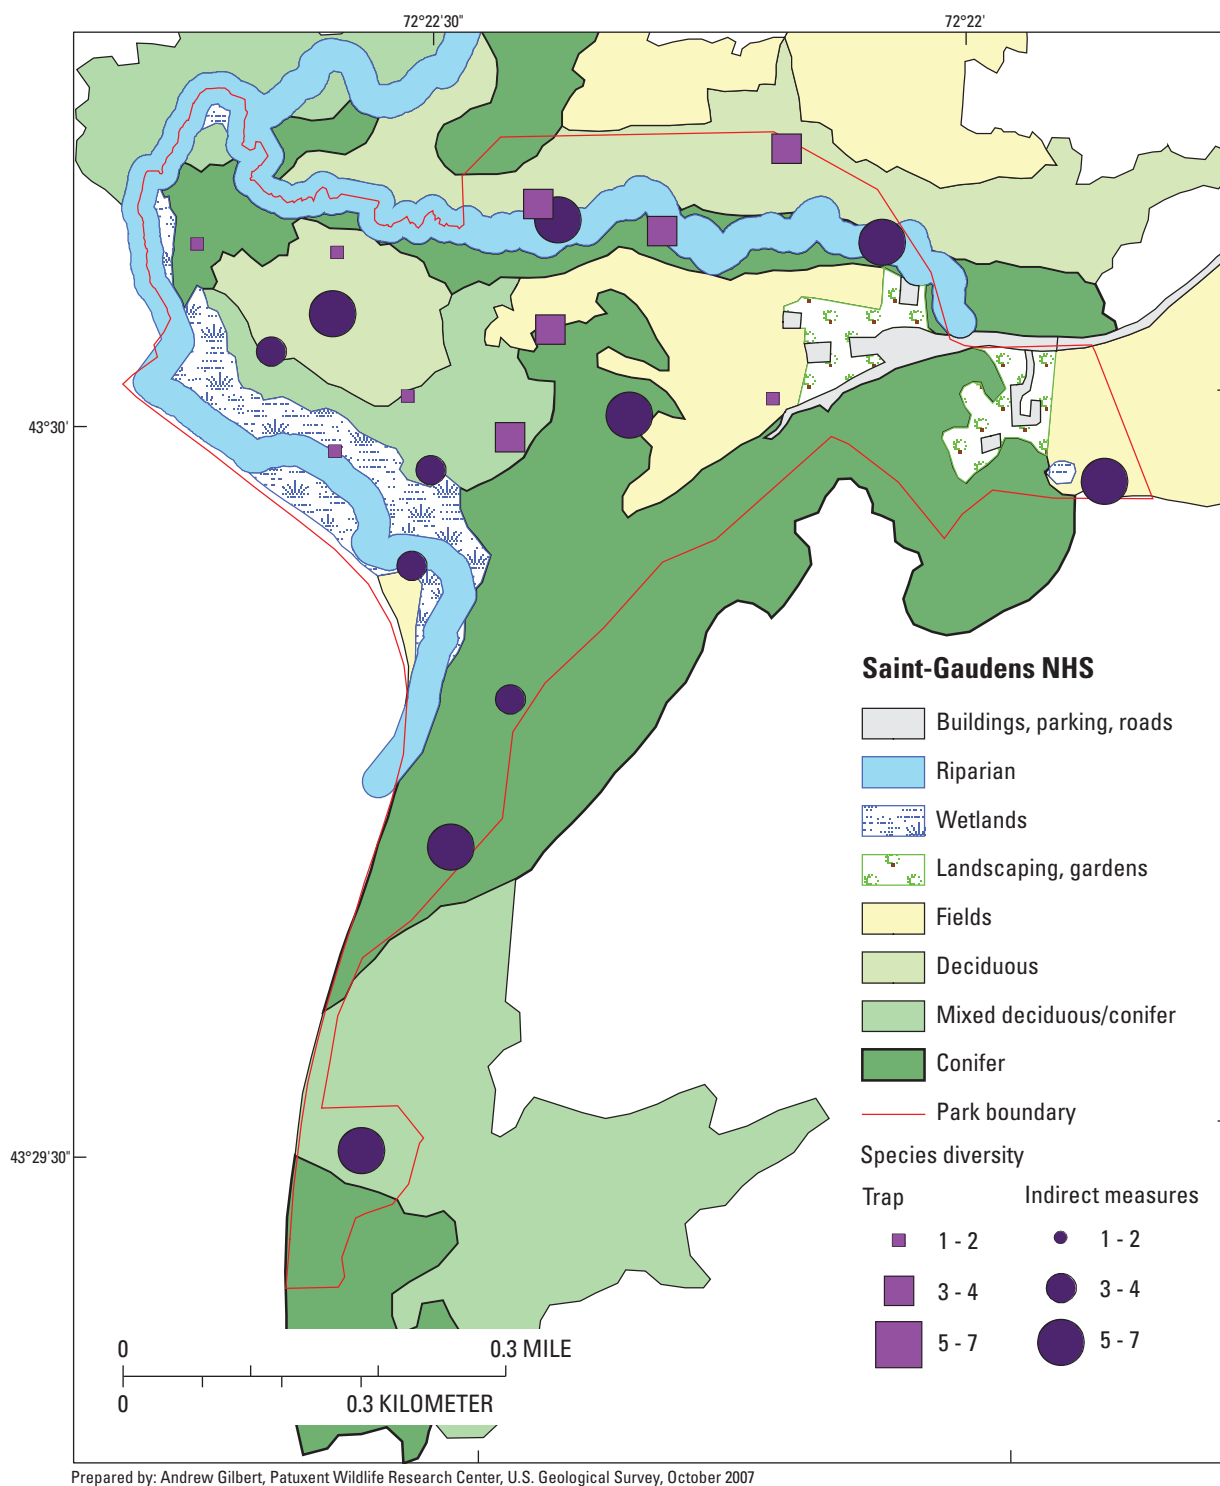 72°22'30"
72°22'
43°30'
43°29'30"
Saint-Gaudens NHS
Buildings, parking, roads
Riparian
Wetlands
Landscaping, gardens
Fields
Deciduous
Mixed deciduous/conifer
Conifer
Park boundary
Species diversity
Trap
Indirect measures
1 - 2
1 - 2
3 - 4
3 - 4
5 - 7
5 - 7
0
0.3 MILE
0
0.3 KILOMETER
Prepared by: Andrew Gilbert, Patuxent Wildlife Research Center, U.S. Geological Survey, October 2007